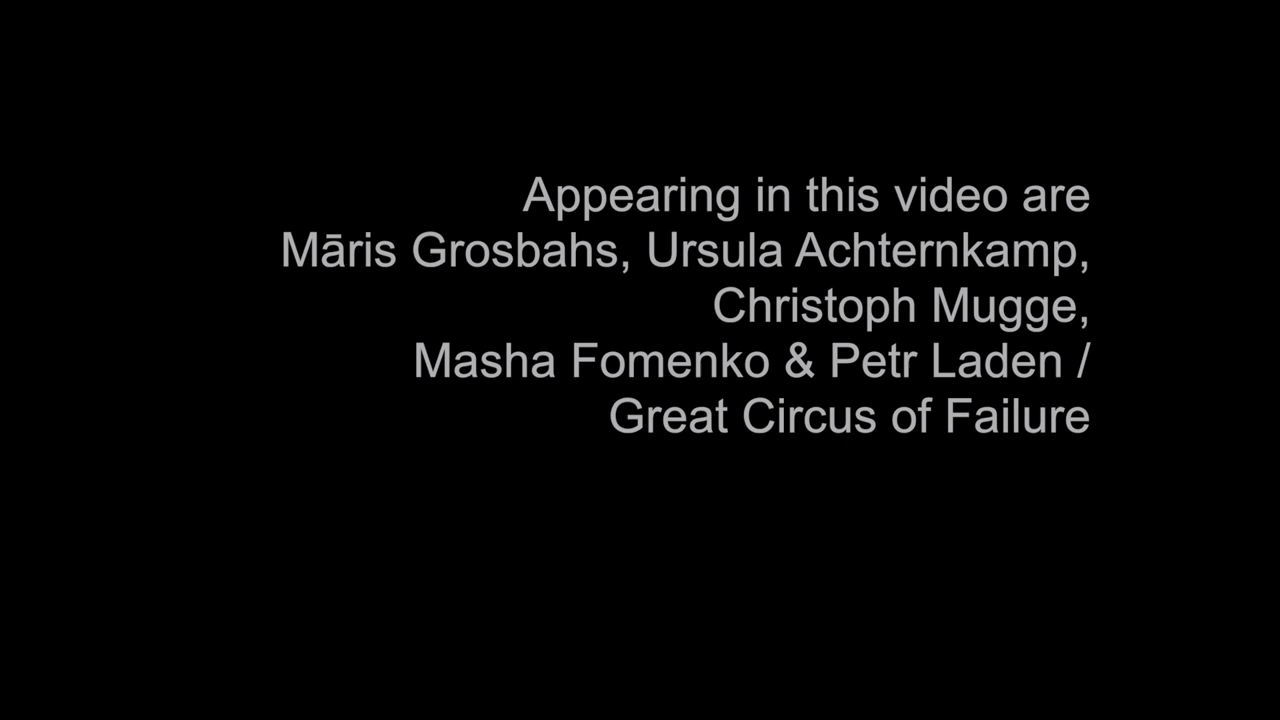 Appearing in this video are
Māris Grosbahs, Ursula Achternkamp,
Christoph Mugge,
Masha Fomenko & Petr Laden /
Great Circus of Failure